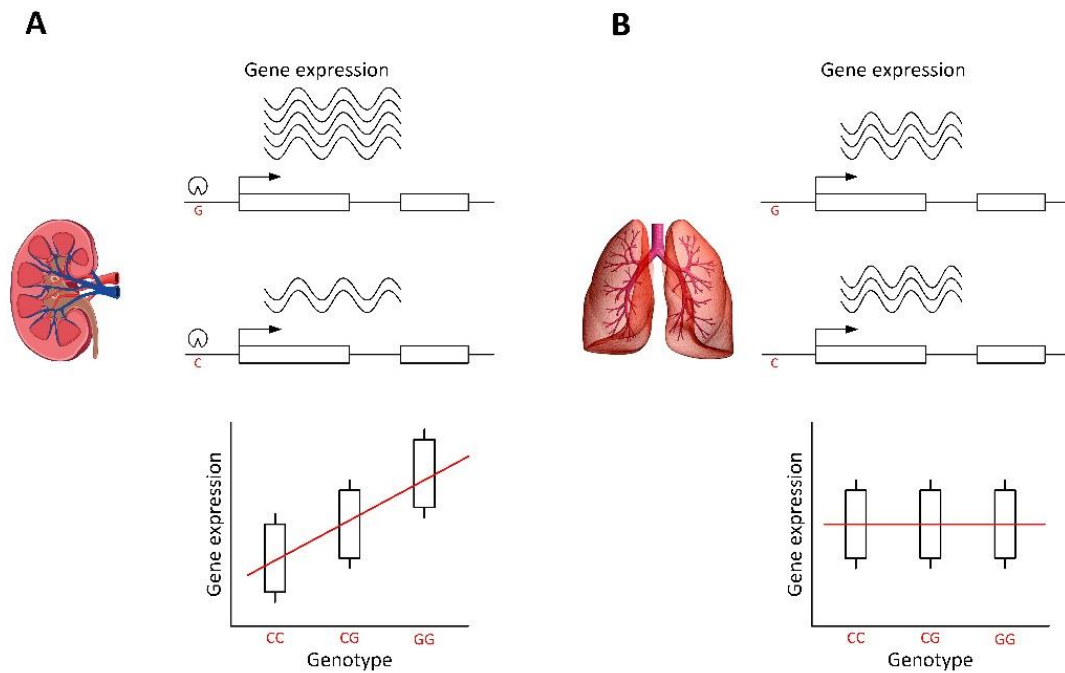 A
Gene expression
G
C
Gene expression
CC CG GG
Genotype
B
Gene expression
G
C
Gene expression
CC CG GG
Genotype